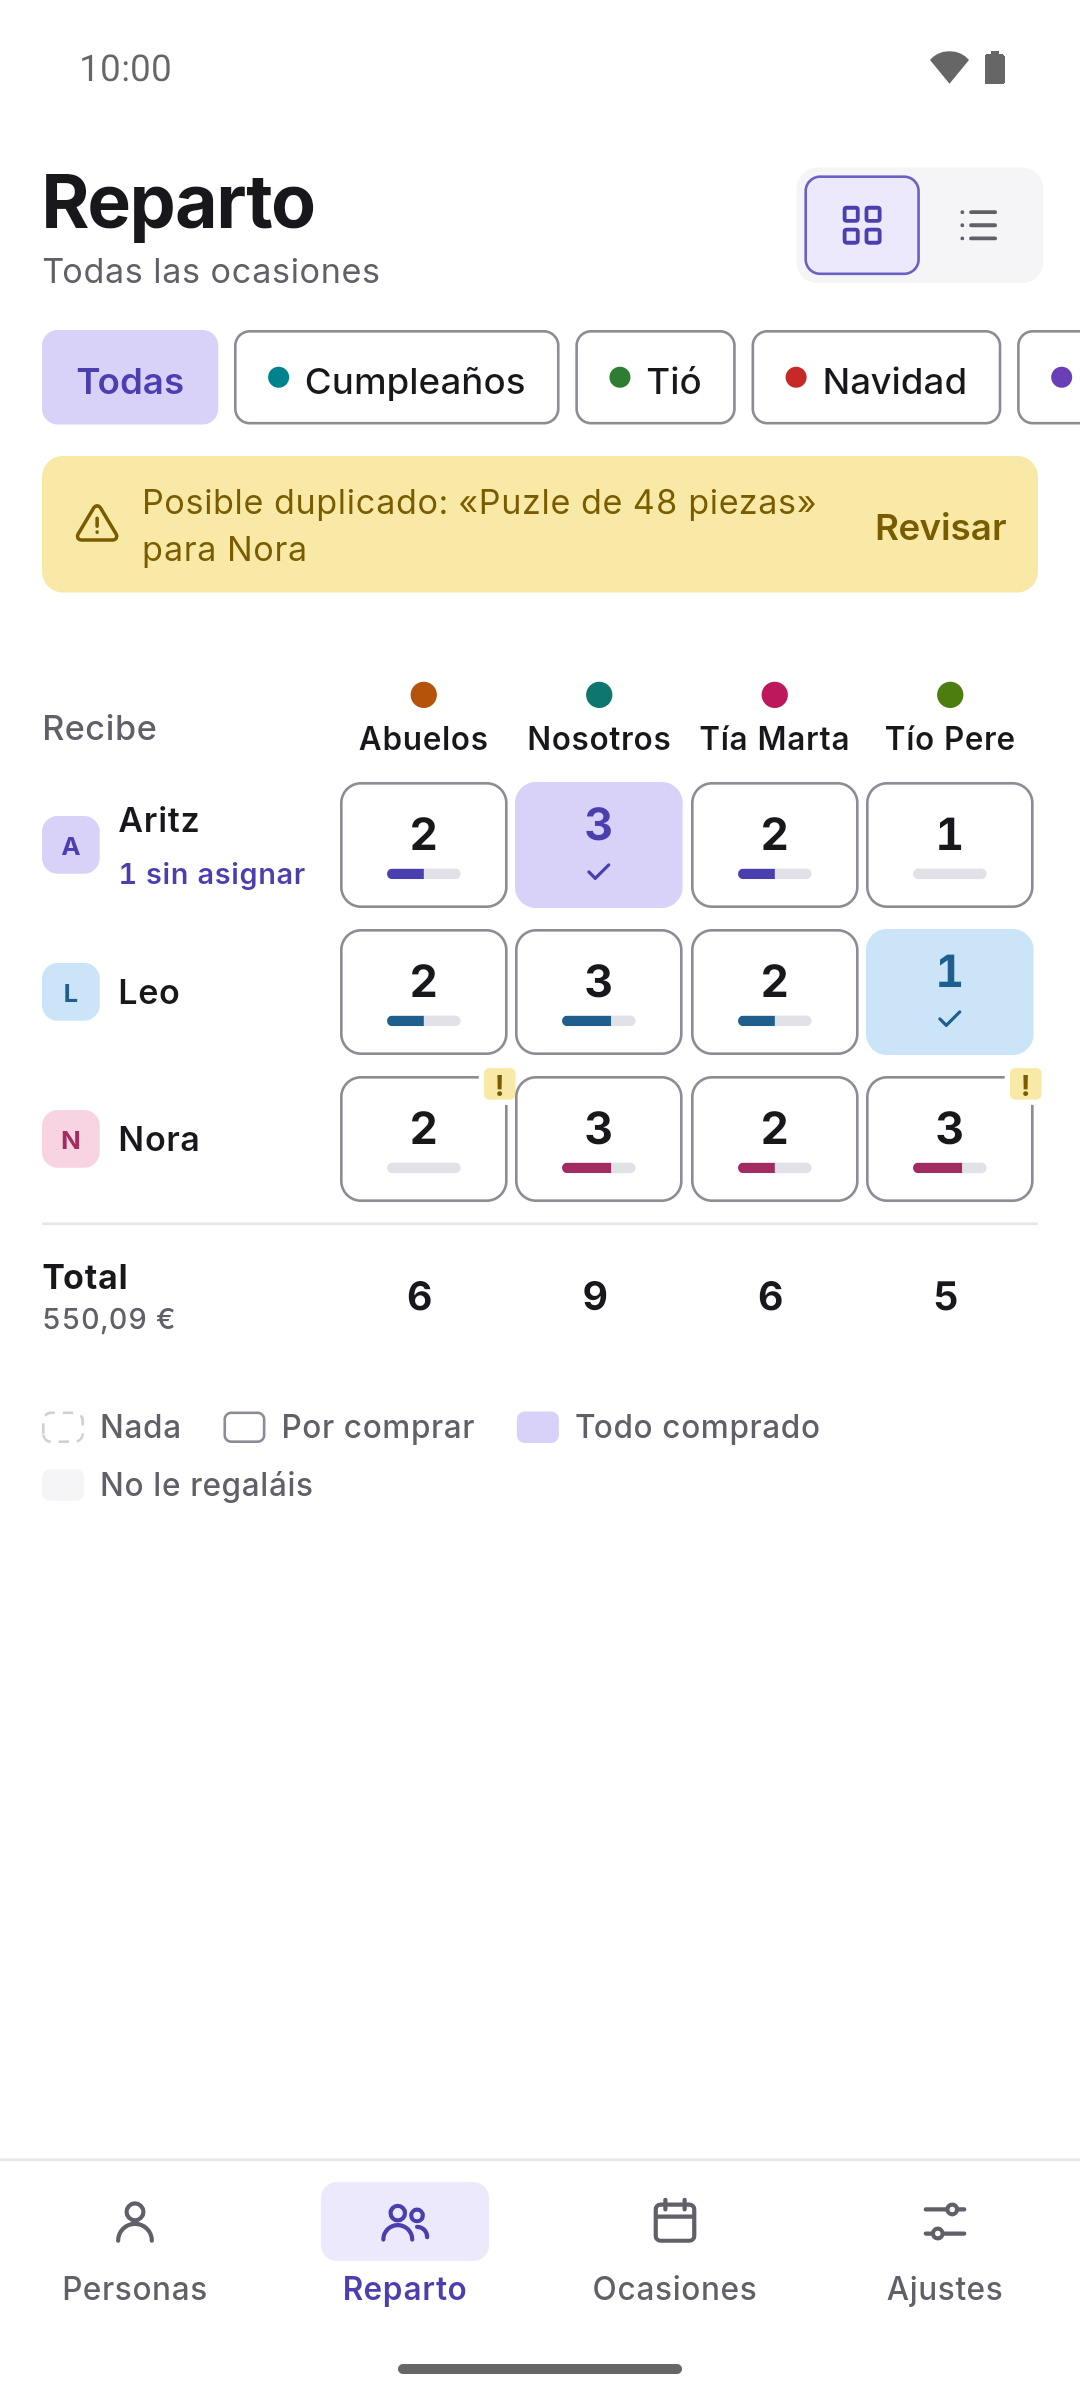 10:00
Reparto
Todas las ocasiones
Todas
Cumpleaños
Tió
Navidad
Posible duplicado: «Puzle de 48 piezas»
para Nora
Revisar
Recibe
Abuelos
Nosotros
Tía Marta
Tío Pere
A
Aritz
1 sin asignar
2
3
2
1
L
Leo
2
3
2
1
N
Nora
2
!
3
2
3
!
Total
550,09 €
6
9
6
5
Nada
Por comprar
Todo comprado
No le regaláis
Personas
Reparto
Ocasiones
Ajustes